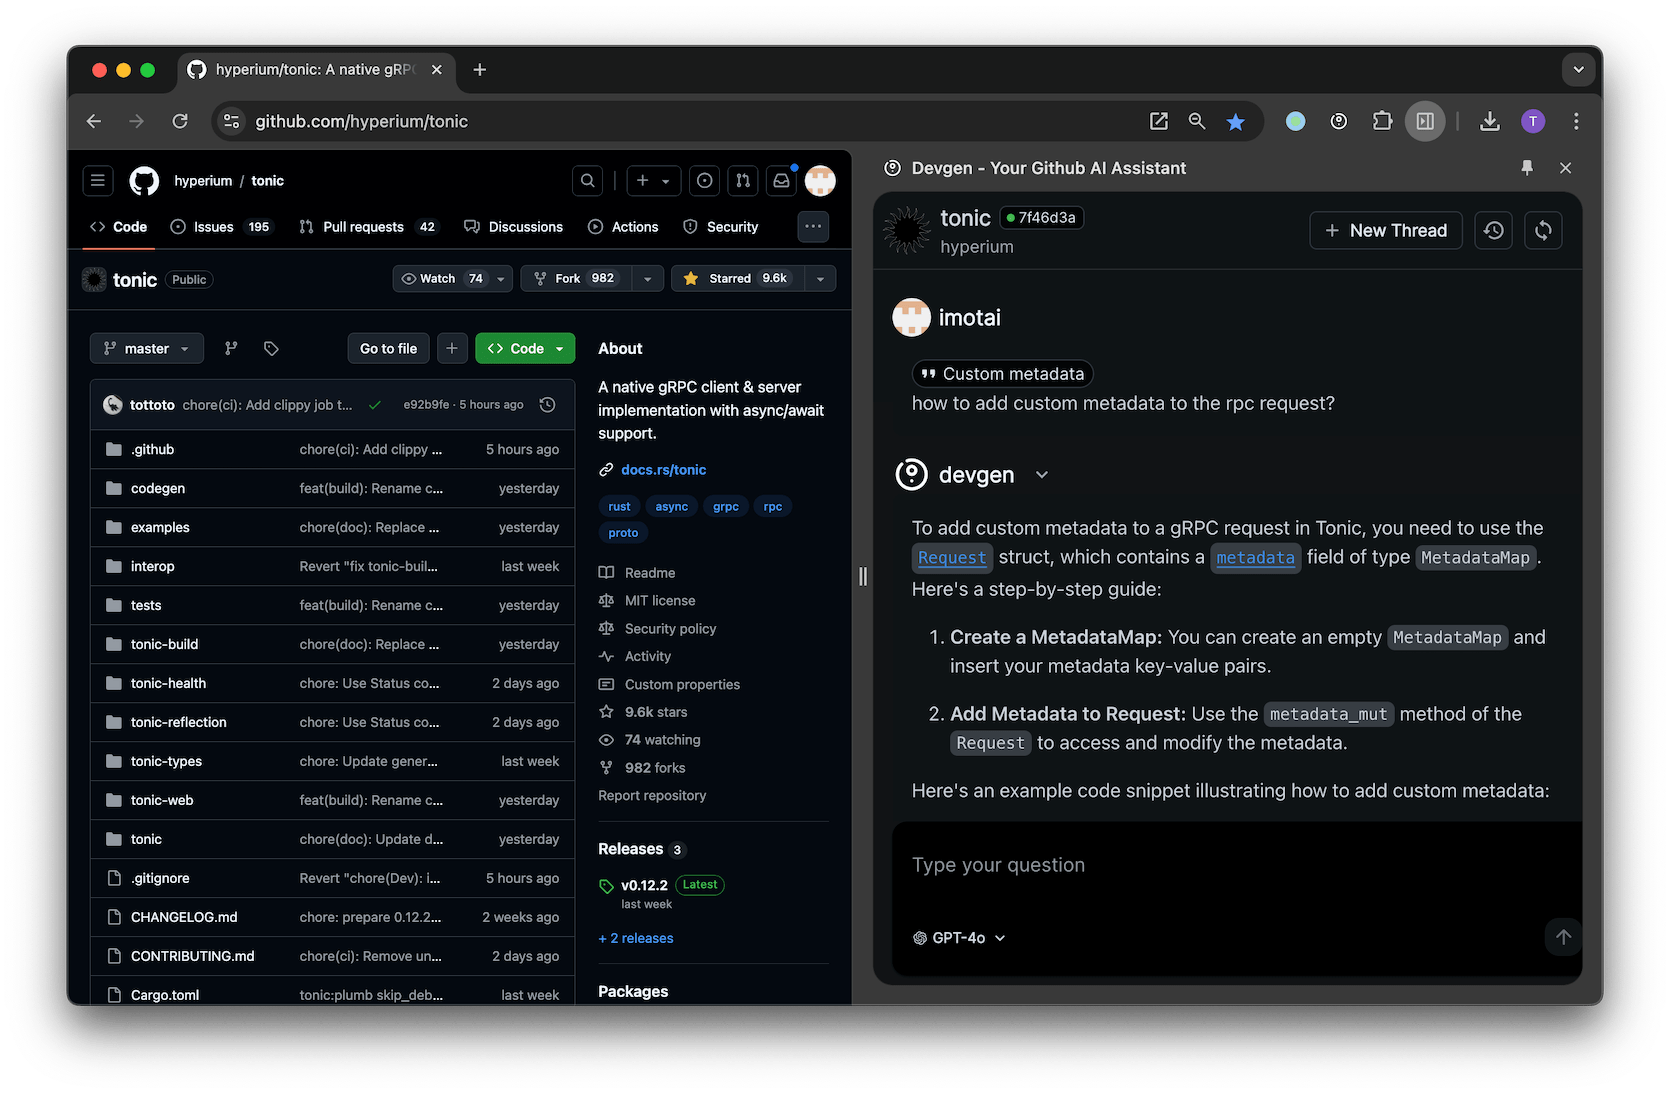 hyperium/tonic: A native gRP
github.com/hyperium/tonic
T
hyperium / tonic
Code
Issues 195
Pull requests 42
Discussions
Actions
Security
tonic Public
Watch 74
Fork 982
Starred 9.6k
master
Go to file
Code
tottoto chore(ci): Add clippy job t... e92b9fe · 5 hours ago
.github chore(ci): Add clippy ... 5 hours ago
codegen feat(build): Rename c... yesterday
examples chore(doc): Replace ... yesterday
interop Revert "fix tonic-buil... last week
tests feat(build): Rename c... yesterday
tonic-build chore(doc): Replace ... yesterday
tonic-health chore: Use Status co... 2 days ago
tonic-reflection chore: Use Status co... 2 days ago
tonic-types chore: Update gener... last week
tonic-web feat(build): Rename c... yesterday
tonic chore(doc): Update d... yesterday
.gitignore Revert "chore(Dev): i... 5 hours ago
CHANGELOG.md chore: prepare 0.12.2... 2 weeks ago
CONTRIBUTING.md chore(ci): Remove un... 2 days ago
Cargo.toml tonic:plumb skip_deb... last week
About
A native gRPC client & server
implementation with async/await
support.
docs.rs/tonic
rust async grpc rpc
proto
Readme
MIT license
Security policy
Activity
Custom properties
9.6k stars
74 watching
982 forks
Report repository
Releases 3
v0.12.2 Latest
last week
+ 2 releases
Packages
Devgen - Your Github AI Assistant
tonic 7f46d3a
hyperium
+ New Thread
imotai
Custom metadata
how to add custom metadata to the rpc request?
devgen
To add custom metadata to a gRPC request in Tonic, you need to use the
Request struct, which contains a metadata field of type MetadataMap.
Here's a step-by-step guide:
1. Create a MetadataMap: You can create an empty MetadataMap and
insert your metadata key-value pairs.
2. Add Metadata to Request: Use the metadata_mut method of the
Request to access and modify the metadata.
Here's an example code snippet illustrating how to add custom metadata:
Type your question
GPT-4o